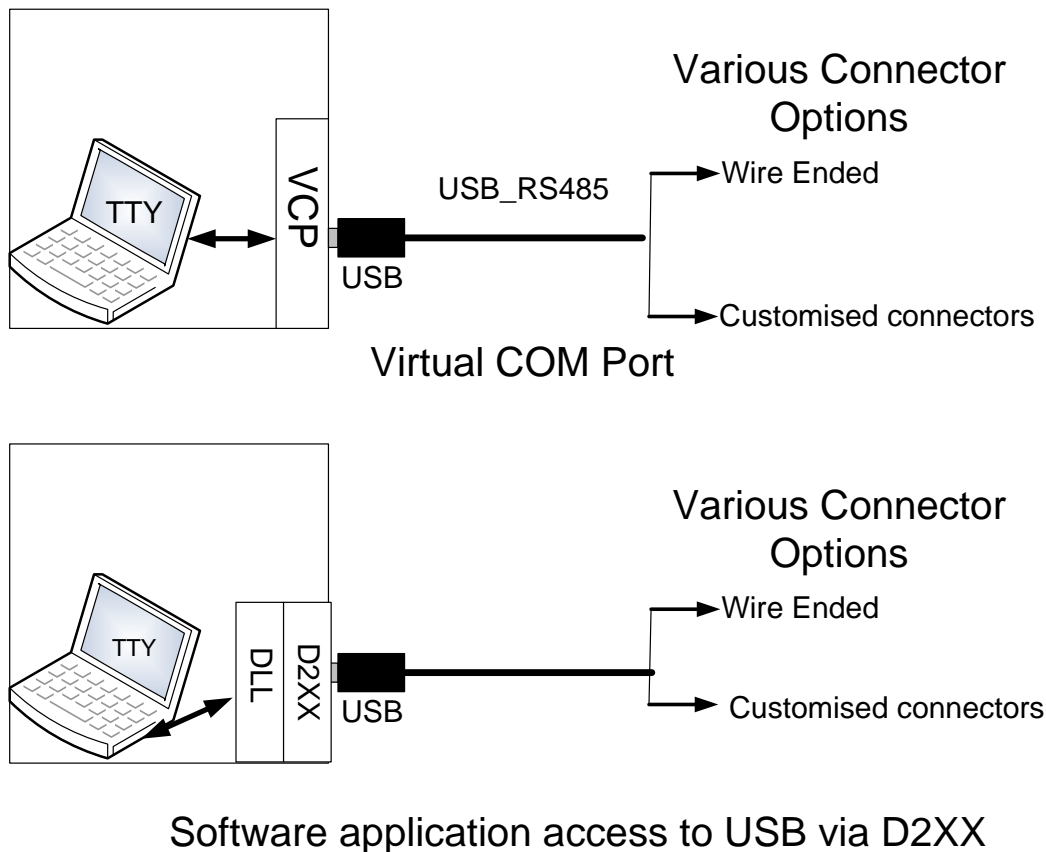 Various Connector
Options
Wire Ended
USB_RS485
VCP
TTY
USB
Customised connectors
Virtual COM Port
Various Connector
Options
Wire Ended
TTY
DLL
D2XX
USB
Customised connectors
Software application access to USB via D2XX